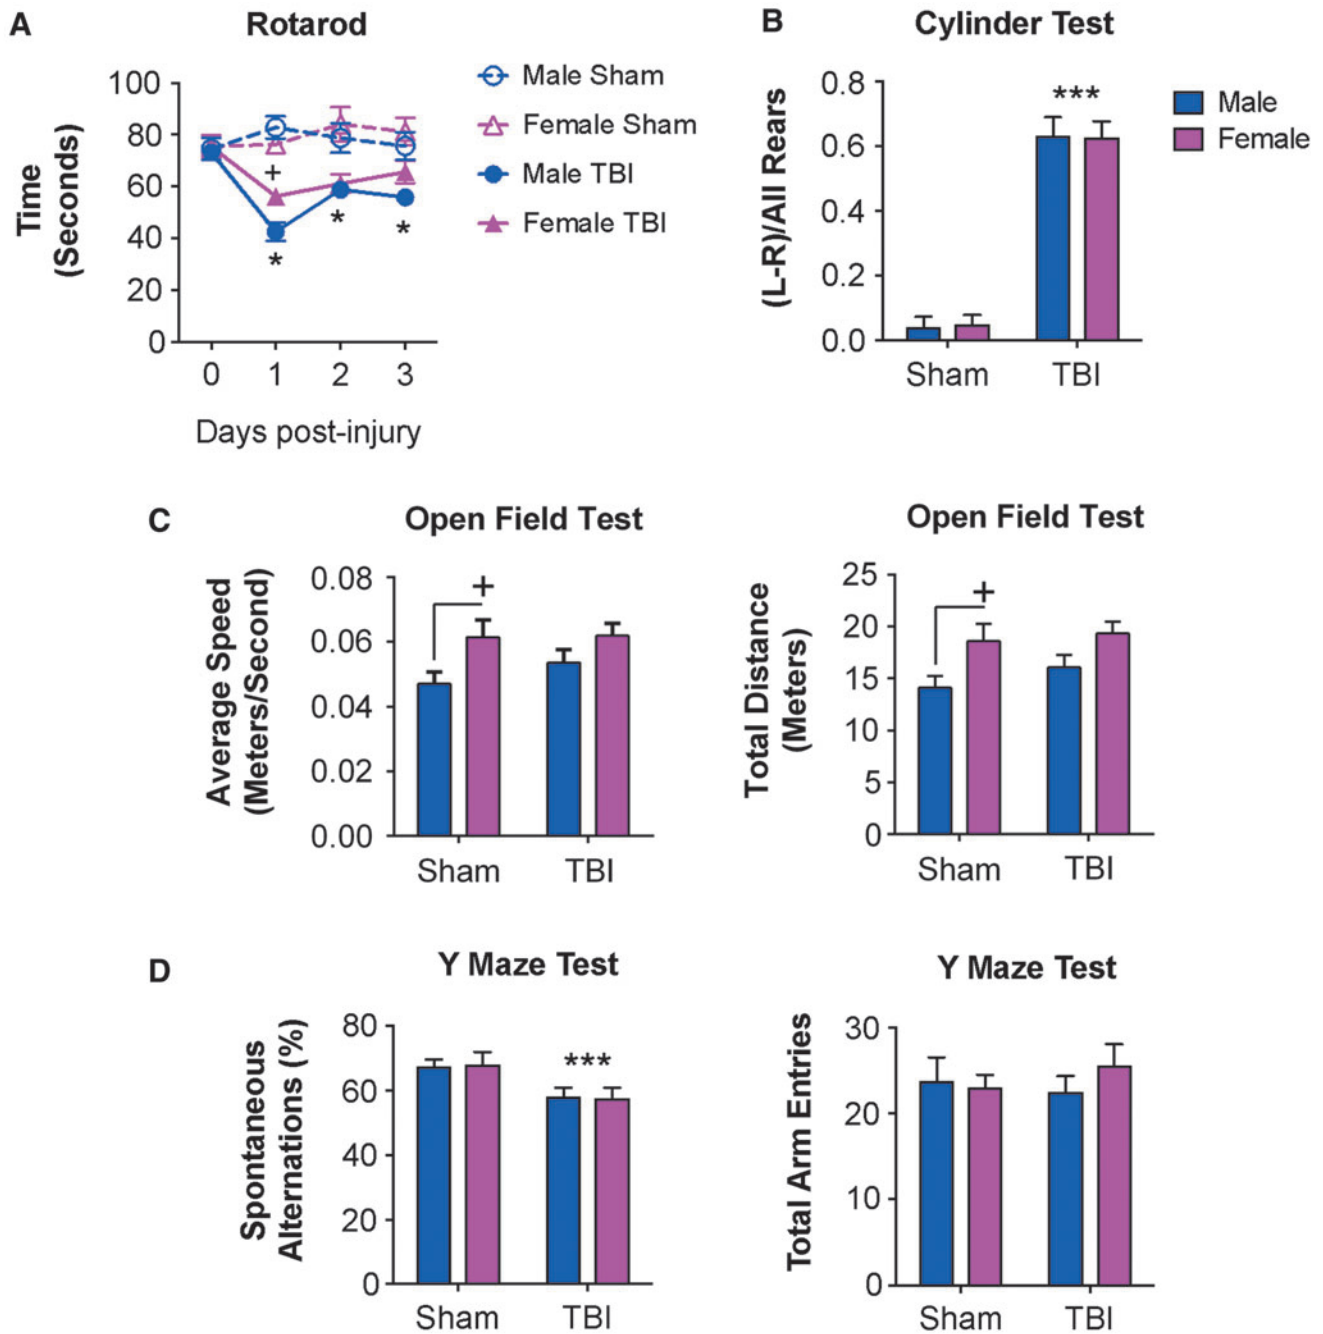 A
Rotarod
Time
(Seconds)
100
80
60
40
20
0
+
*
*
*
0 1 2 3
Days post-injury
Male Sham
Female Sham
Male TBI
Female TBI
B
Cylinder Test
(L-R)/All Rears
0.8
0.6
0.4
0.2
0.0
***
Sham TBI
Male
Female
C
Open Field Test
Average Speed
(Meters/Second)
0.08
0.06
0.04
0.02
0.00
+
Sham TBI
Open Field Test
Total Distance
(Meters)
25
20
15
10
5
0
+
Sham TBI
D
Y Maze Test
Spontaneous
Alternations (%)
80
60
40
20
0
***
Sham TBI
Y Maze Test
Total Arm Entries
30
20
10
0
Sham TBI